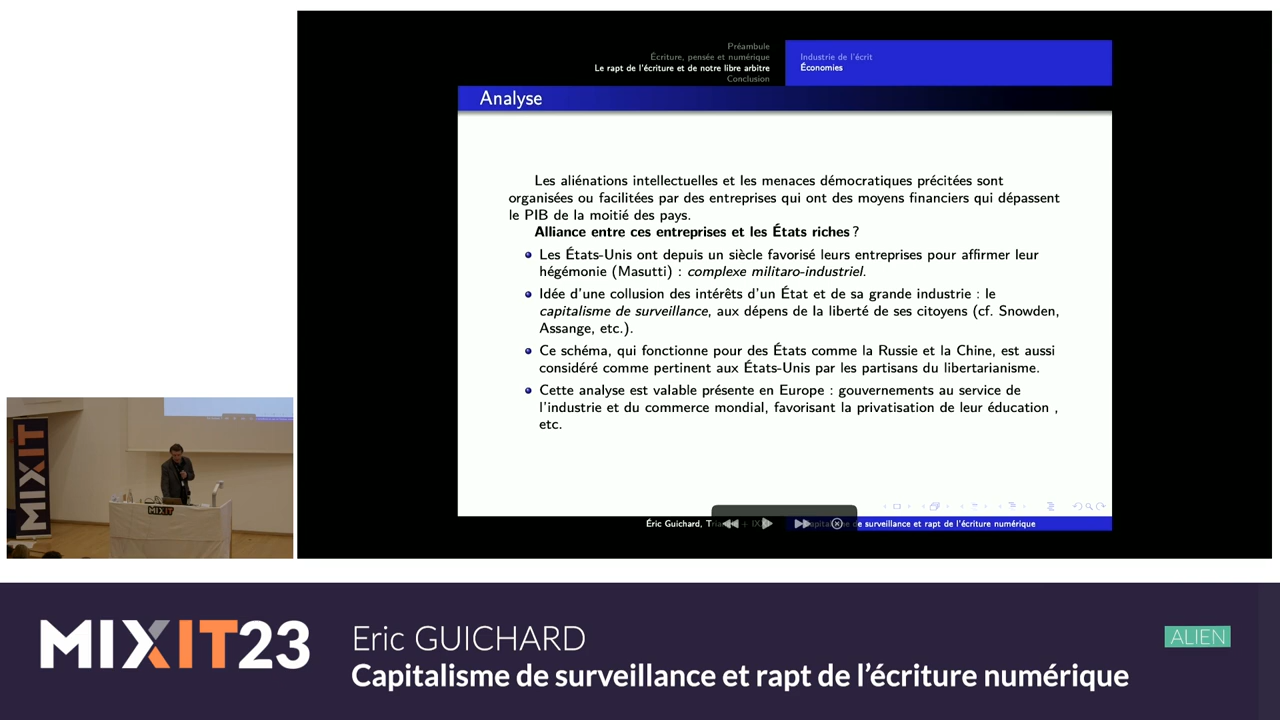 Préambule
Écriture, pensée et numérique
Le rapt de l'écriture et de notre libre arbitre
Conclusion
Industrie de l'écrit
Économies
Analyse
Les aliénations intellectuelles et les menaces démocratiques précitées sont
organisées ou facilitées par des entreprises qui ont des moyens financiers qui dépassent
le PIB de la moitié des pays.
Alliance entre ces entreprises et les États riches ?
Les États-Unis ont depuis un siècle favorisé leurs entreprises pour affirmer leur
hégémonie (Masutti) : complexe militaro-industriel.
Idée d'une collusion des intérêts d'un État et de sa grande industrie : le
capitalisme de surveillance, aux dépens de la liberté de ses citoyens (cf. Snowden,
Assange, etc.).
Ce schéma, qui fonctionne pour des États comme la Russie et la Chine, est aussi
considéré comme pertinent aux États-Unis par les partisans du libertarianisme.
Cette analyse est valable présente en Europe : gouvernements au service de
l'industrie et du commerce mondial, favorisant la privatisation de leur éducation ,
etc.
Éric Guichard,
de surveillance et rapt de l'écriture numérique
MIXIT
MIXIT
MIXIT23
Eric GUICHARD
Capitalisme de surveillance et rapt de l'écriture numérique
ALIEN